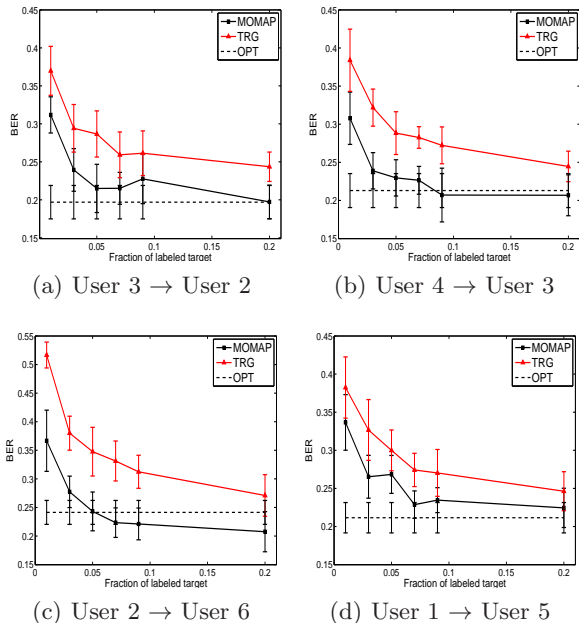 0.45
0.4
0.35
0.3
0.25
0.2
0.15
BER
0.05 0.1 0.15 0.2
Fraction of labeled target
MOMAP
TRG
OPT
(a) User 3 → User 2
0.45
0.4
0.35
0.3
0.25
0.2
0.15
BER
0 0.05 0.1 0.15 0.2
Fraction of labeled target
MOMAP
TRG
OPT
(b) User 4 → User 3
0.55
0.5
0.45
0.4
0.35
0.3
0.25
0.2
0.15
BER
0 0.05 0.1 0.15 0.2
Fraction of labeled target
MOMAP
TRG
OPT
(c) User 2 → User 6
0.45
0.4
0.35
0.3
0.25
0.2
0.15
BER
0 0.05 0.1 0.15 0.2
Fraction of labeled target
MOMAP
TRG
OPT
(d) User 1 → User 5